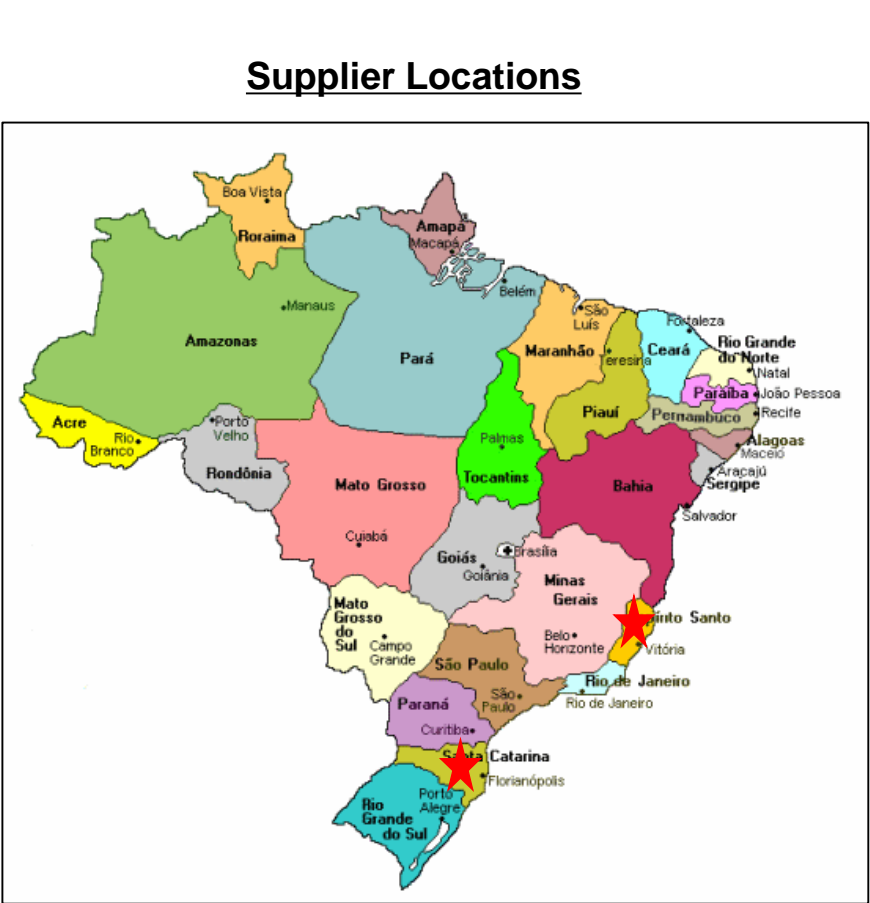 Supplier Locations
Boa Vista
Roraima
Amapá
Macapá
Belém
Manaus
Amazonas
Pará
São
Luís
Maranhão
Teresina
Ceará
Fortaleza
Rio Grande
do Norte
Natal
Paraíba
João Pessoa
Piauí
Pernambuco
Recife
Acre
Rio
Branco
Porto
Velho
Rondônia
Alagoas
Maceió
Aracajú
Sergipe
Palmas
Tocantins
Mato Grosso
Bahia
Salvador
Cuiabá
Goiás
Goiânia
Brasília
Minas
Gerais
Belo
Horizonte
Mato
Grosso
do
Sul
Campo
Grande
pírito Santo
Vitória
São Paulo
São
Paulo
Rio de Janeiro
Rio de Janeiro
Paraná
Curitiba
Santa Catarina
Florianópolis
Porto
Alegre
Rio
Grande
do Sul